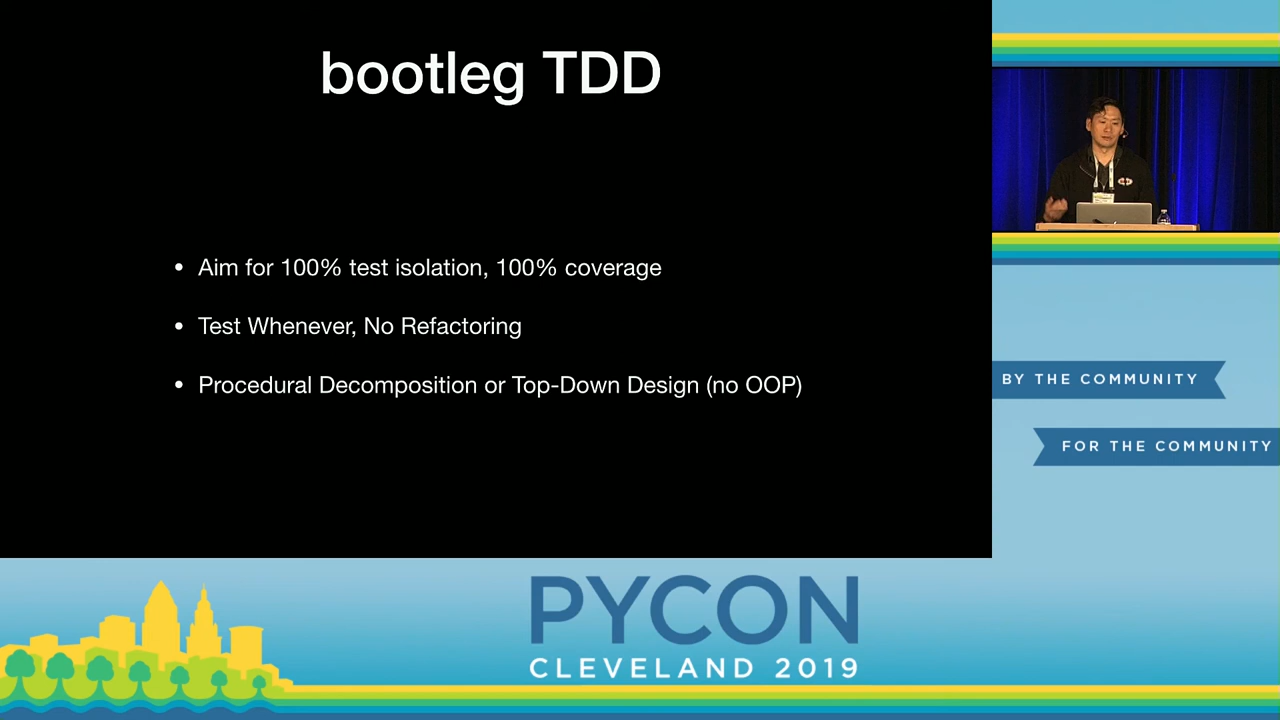 bootleg TDD
• Aim for 100% test isolation, 100% coverage
• Test Whenever, No Refactoring
• Procedural Decomposition or Top-Down Design (no OOP)
BY THE COMMUNITY
FOR THE COMMUNITY
PYCON
CLEVELAND 2019